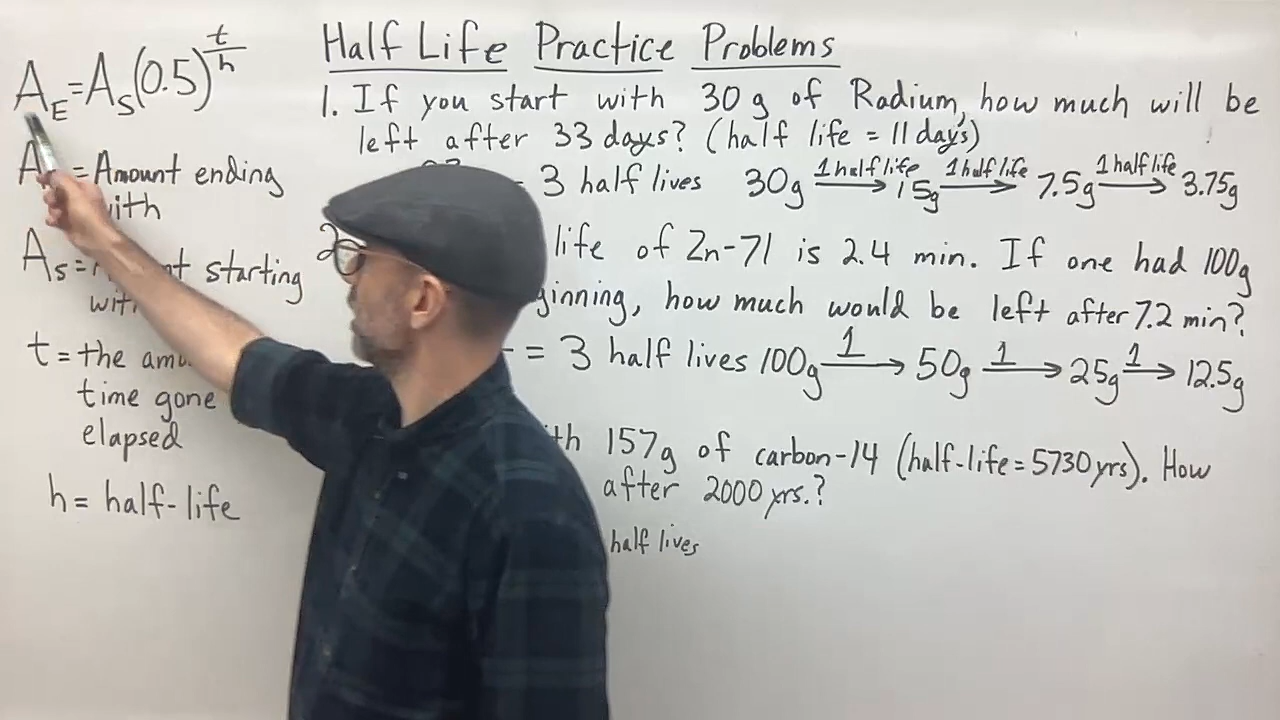 A_E = A_S(0.5)^(t/h)
A = Amount ending
with
A_S = starting
with
t = the
time gone
elapsed
h = half-life
Half Life Practice Problems
1. If you start with 30 g of Radium, how much will be
left after 33 days? (half life = 11 days)
= 3 half lives 30g 1 half life → 15g 1 half life → 7.5g 1 half life → 3.75g
2 life of Zn-71 is 2.4 min. If one had 100g
how much would be left after 7.2 min?
= 3 half lives 100g 1 → 50g 1 → 25g 1 → 12.5g
157g of carbon-14 (half-life = 5730 yrs). How
after 2000 yrs.?
half lives